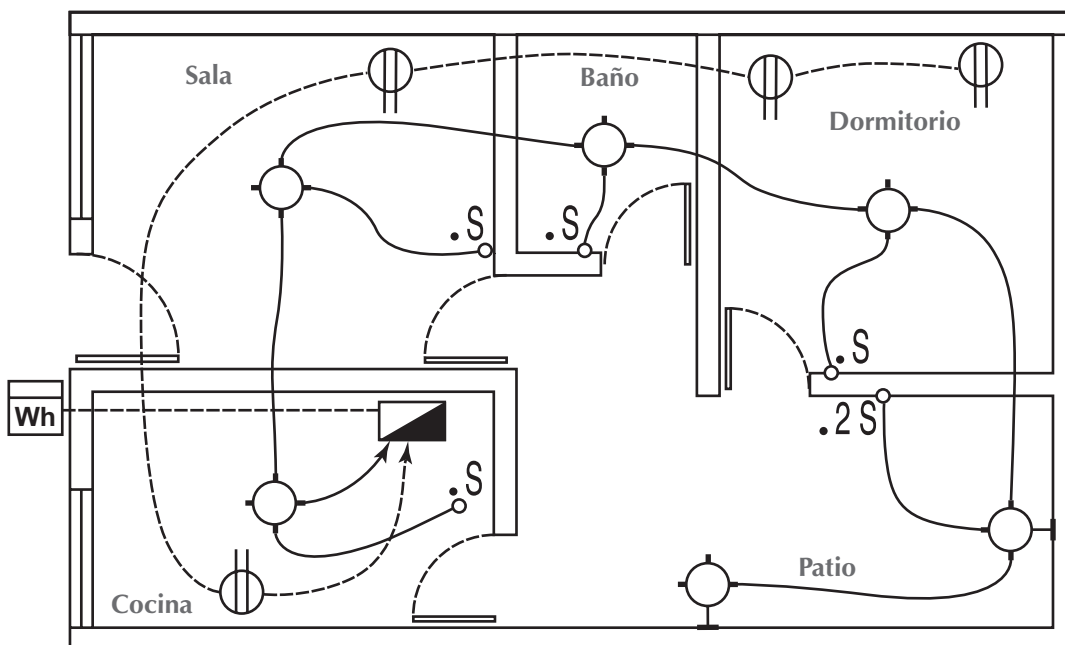 Sala
Baño
Dormitorio
.S
.S
.S
.2 S
Wh
.S
Patio
Cocina